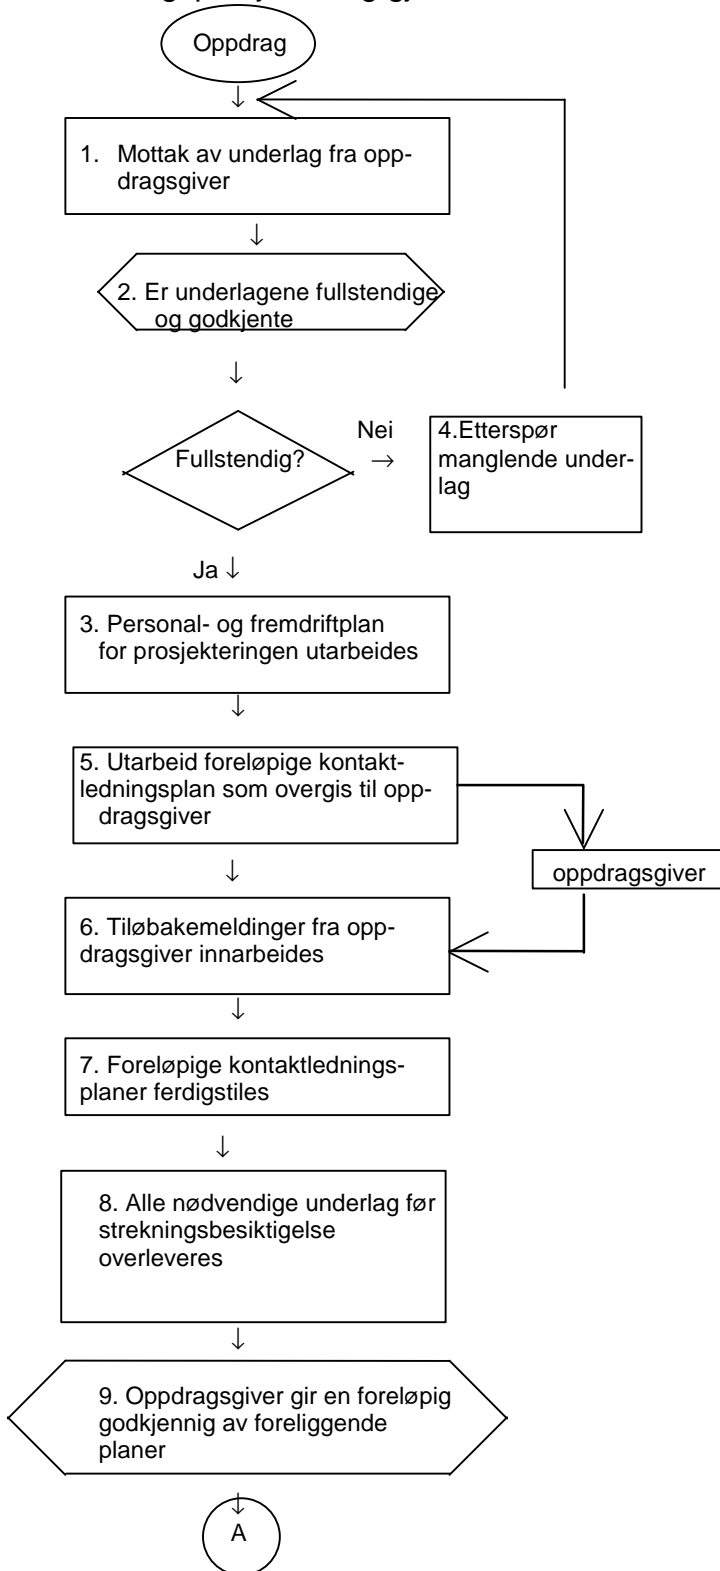 Oppdrag
1. Mottak av underlag fra opp-
dragsgiver
2. Er underlagene fullstendige
og godkjente
Fullstendig?
Nei
4.Etterspør
manglende under-
lag
Ja
3. Personal- og fremdriftplan
for prosjekteringen utarbeides
5. Utarbeid foreløpige kontakt-
ledningsplan som overgis til opp-
dragsgiver
oppdragsgiver
6. Tiløbakemeldinger fra opp-
dragsgiver innarbeides
7. Foreløpige kontaktlednings-
planer ferdigstiles
8. Alle nødvendige underlag før
strekningsbesiktigelse
overleveres
9. Oppdragsgiver gir en foreløpig
godkjennig av foreliggende
planer
A